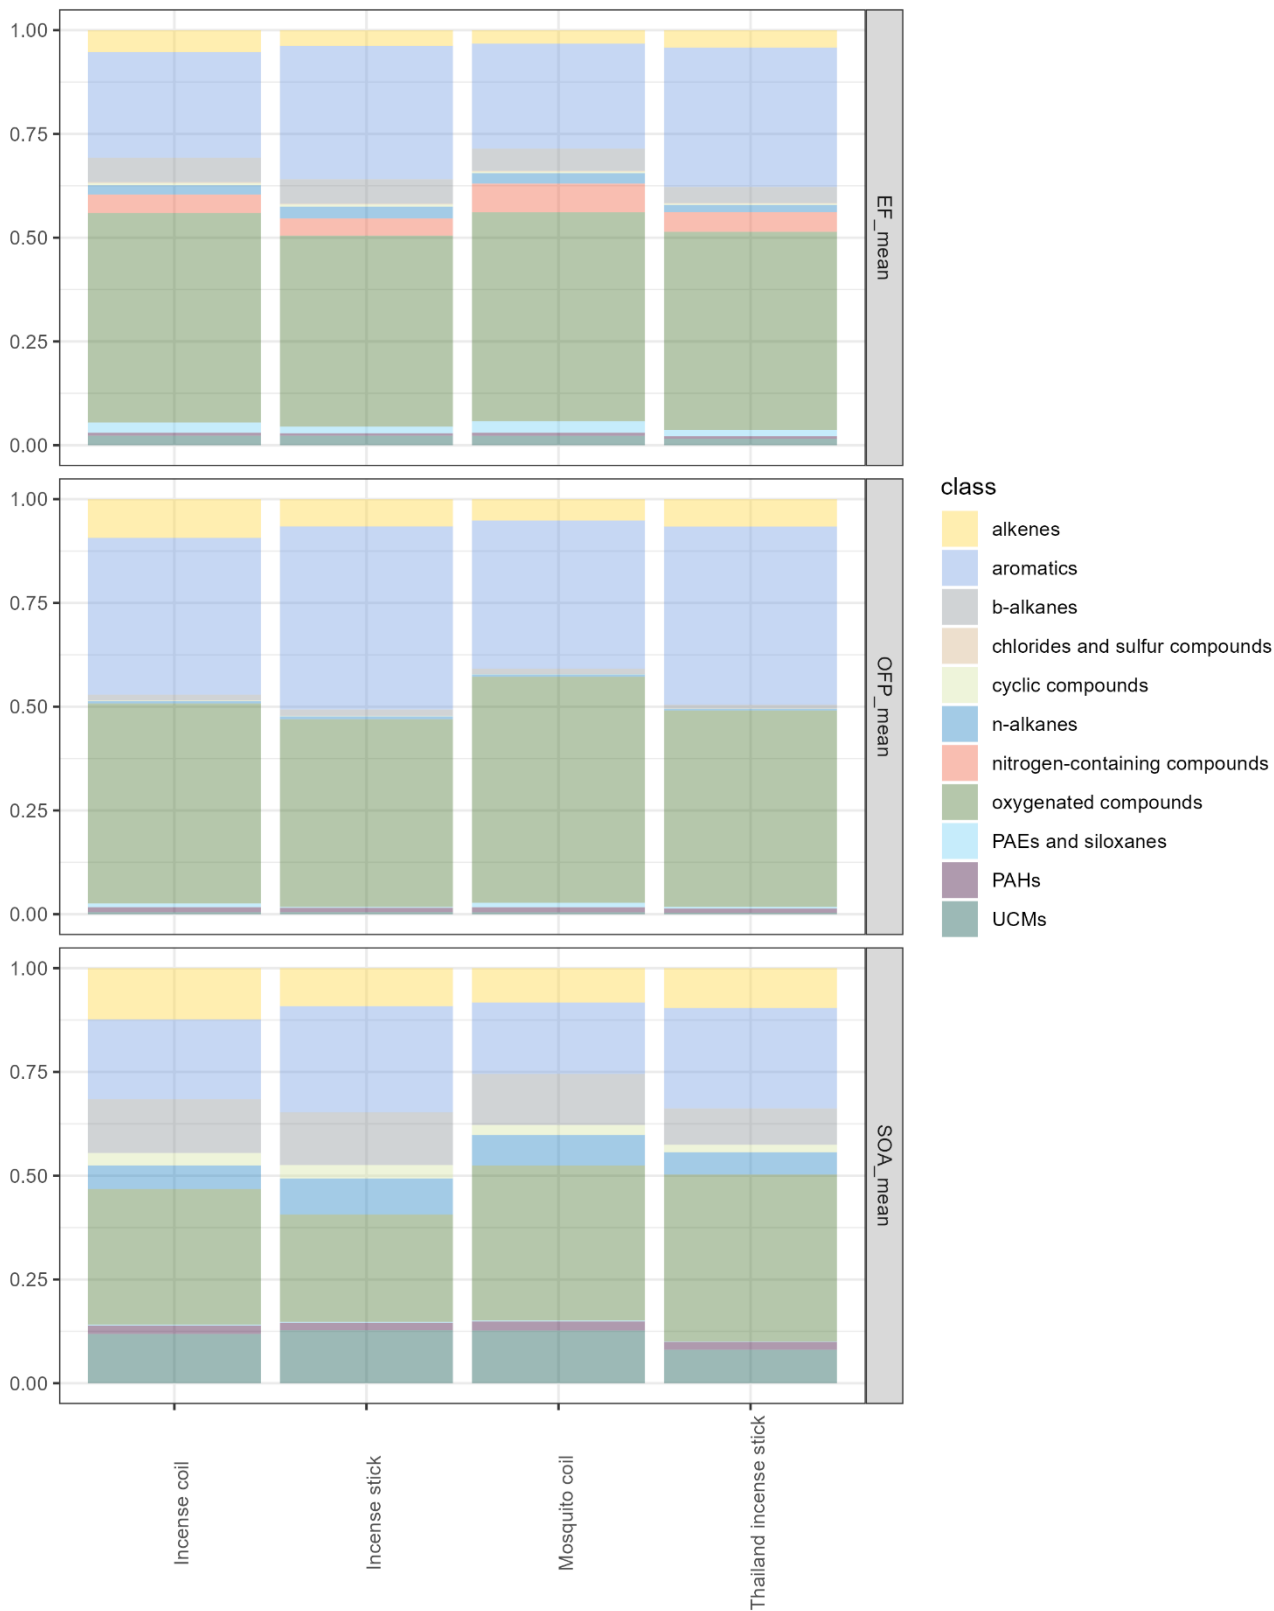 1.00
0.75
0.50
0.25
0.00
EF_mean
1.00
0.75
0.50
0.25
0.00
OFP_mean
1.00
0.75
0.50
0.25
0.00
SOA_mean
Incense coil
Incense stick
Mosquito coil
Thailand incense stick
class
alkenes
aromatics
b-alkanes
chlorides and sulfur compounds
cyclic compounds
n-alkanes
nitrogen-containing compounds
oxygenated compounds
PAEs and siloxanes
PAHs
UCMs